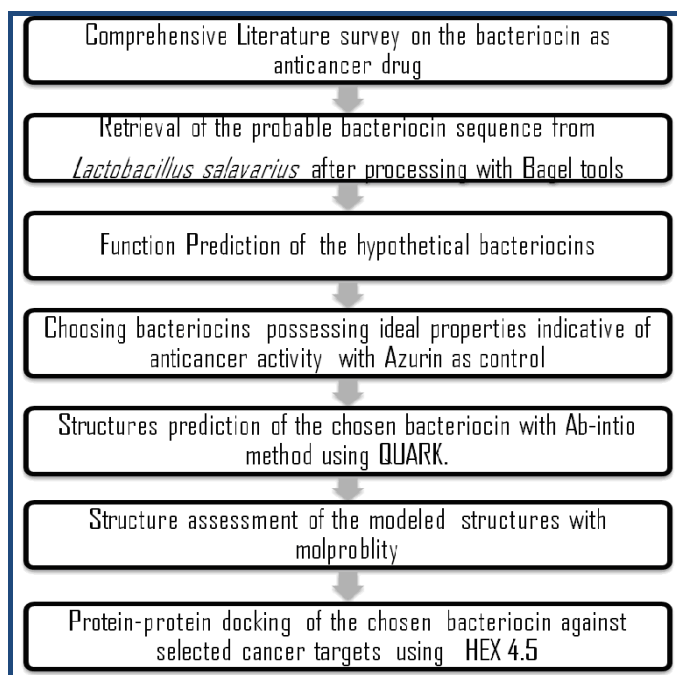 Comprehensive Literature survey on the bacteriocin as
anticancer drug
Retrieval of the probable bacteriocin sequence from
Lactobacillus salavarius after processing with Bagel tools
Function Prediction of the hypothetical bacteriocins
Choosing bacteriocins possessing ideal properties indicative of
anticancer activity with Azurin as control
Structures prediction of the chosen bacteriocin with Ab-intio
method using QUARK.
Structure assessment of the modeled structures with
molproblity
Protein-protein docking of the chosen bacteriocin against
selected cancer targets using HEX 4.5